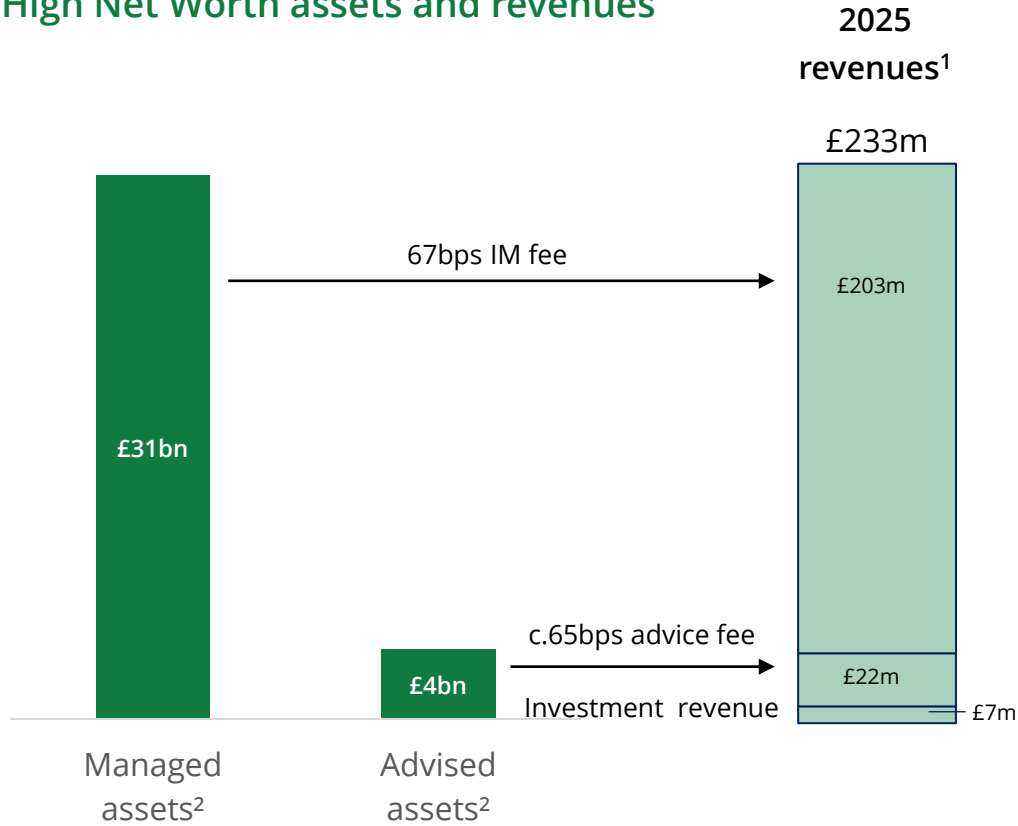 High Net Worth assets and revenues
2025
revenues¹
£233m
67bps IM fee
£203m
£31bn
c.65bps advice fee
£4bn
£22m
Investment revenue
£7m
Managed
assets²
Advised
assets²